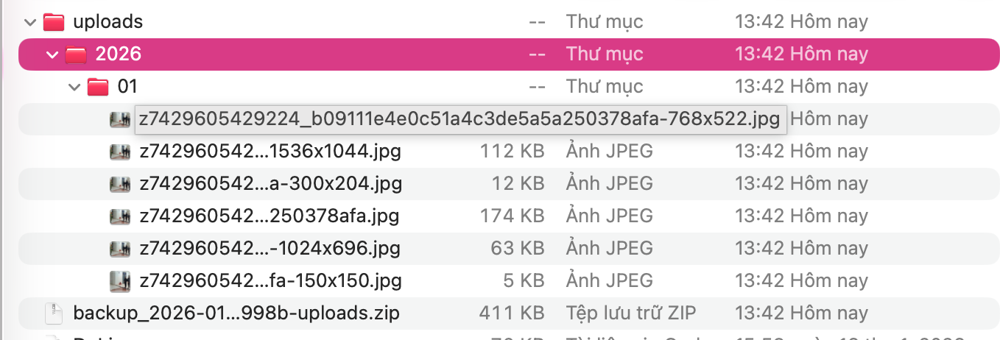 uploads -- Thư mục 13:42 Hôm nay
2026 -- Thư mục 13:42 Hôm nay
01 -- Thư mục 13:42 Hôm nay
z7429605429224_b09111e4e0c51a4c3de5a5a250378afa-768x522.jpg Hôm nay
z742960542...1536x1044.jpg 112 KB Ảnh JPEG 13:42 Hôm nay
z742960542...a-300x204.jpg 12 KB Ảnh JPEG 13:42 Hôm nay
z742960542...250378afa.jpg 174 KB Ảnh JPEG 13:42 Hôm nay
z742960542...-1024x696.jpg 63 KB Ảnh JPEG 13:42 Hôm nay
z742960542...fa-150x150.jpg 5 KB Ảnh JPEG 13:42 Hôm nay
backup_2026-01...998b-uploads.zip 411 KB Tệp lưu trữ ZIP 13:42 Hôm nay